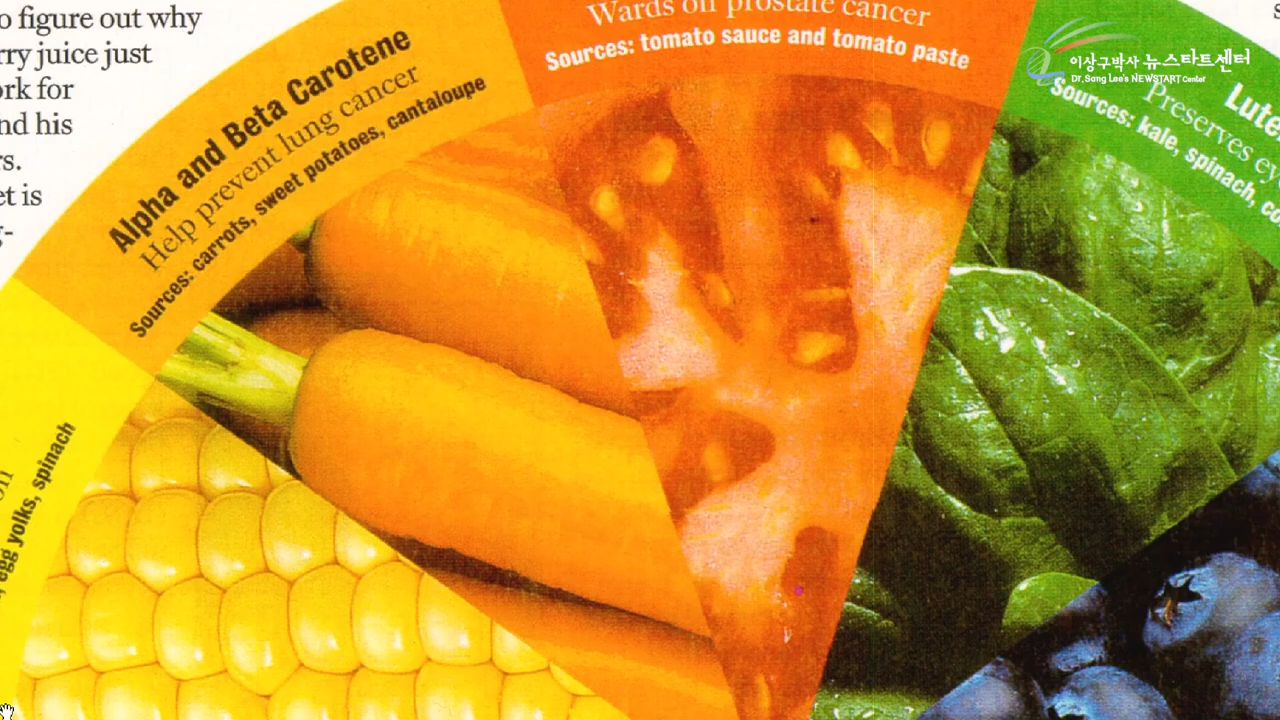 o figure out why
rry juice just
ork for
nd his
rs.
et is
g-
Alpha and Beta Carotene
Help prevent lung cancer
Sources: carrots, sweet potatoes, cantaloupe
Wards off prostate cancer
Sources: tomato sauce and tomato paste
이상구박사 뉴스타트센터
Dr. Sang Lee's NEWSTART Center
Lute
Preserves ey
Sources: kale, spinach, co
on
, egg yolks, spinach